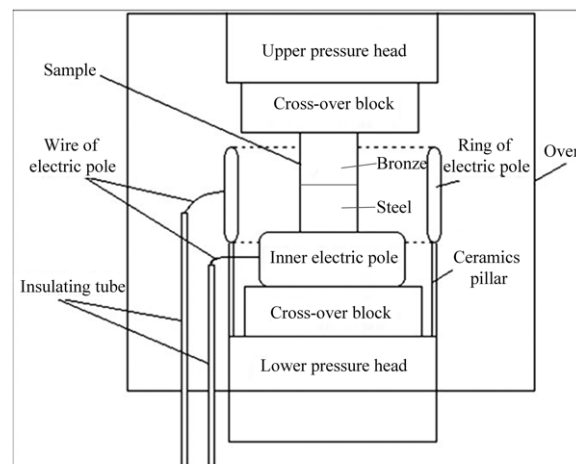 Upper pressure head
Sample
Cross-over block
Wire of
electric pole
Bronze
Ring of
electric pole
Oven
Steel
Inner electric pole
Ceramics
pillar
Insulating tube
Cross-over block
Lower pressure head